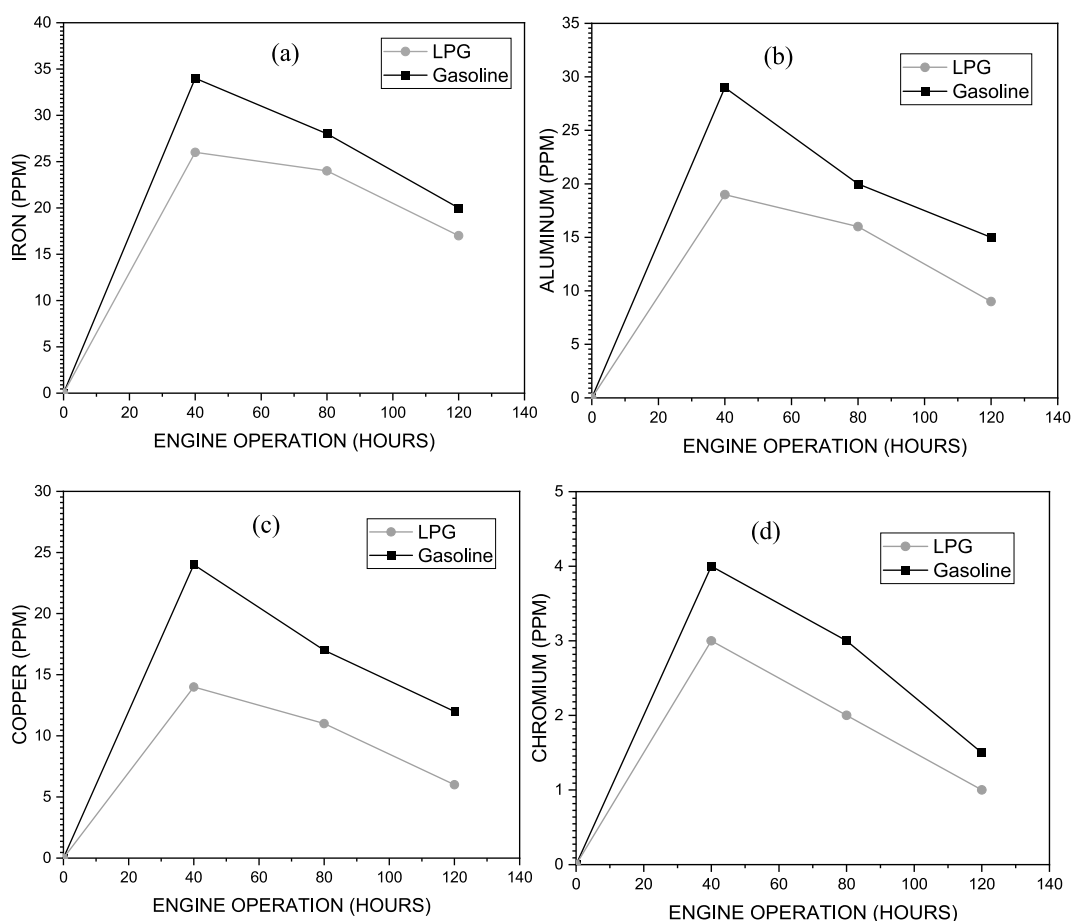 (a)
LPG
Gasoline
IRON (PPM)
40
35
30
25
20
15
10
5
0
0 20 40 60 80 100 120 140
ENGINE OPERATION (HOURS)
(b)
LPG
Gasoline
ALUMINUM (PPM)
35
30
25
20
15
10
5
0
0 20 40 60 80 100 120 140
ENGINE OPERATION (HOURS)
(c)
LPG
Gasoline
COPPER (PPM)
30
25
20
15
10
5
0
0 20 40 60 80 100 120 140
ENGINE OPERATION (HOURS)
(d)
LPG
Gasoline
CHROMIUM (PPM)
5
4
3
2
1
0
0 20 40 60 80 100 120 140
ENGINE OPERATION (HOURS)